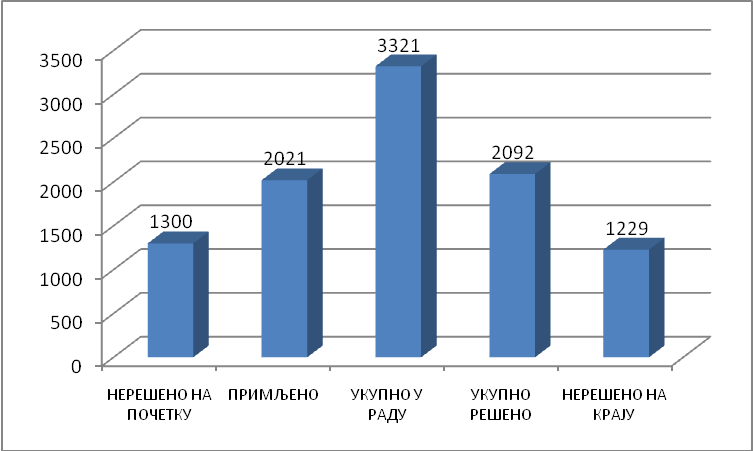 3500
3000
2500
2000
1500
1000
500
0
1300
2021
3321
2092
1229
НЕРЕШЕНО НА
ПОЧЕТКУ
ПРИМЉЕНО
УКУПНО У
РАДУ
УКУПНО
РЕШЕНО
НЕРЕШЕНО НА
КРАЈУ